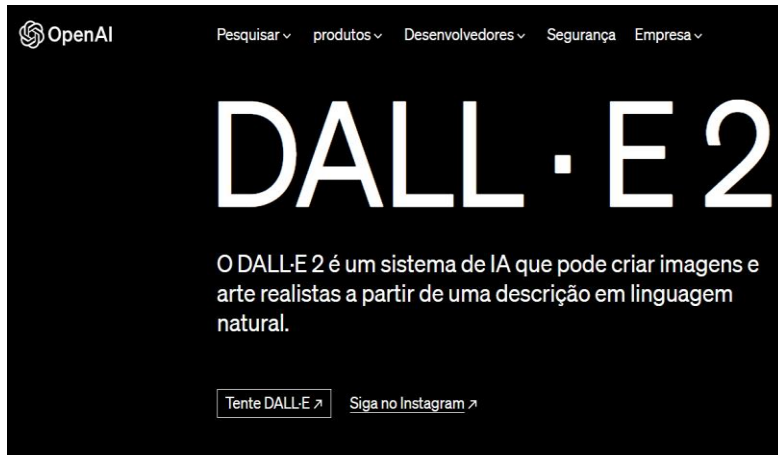 OpenAI Pesquisar produtos Desenvolvedores Segurança Empresa
DALL·E 2
O DALL·E 2 é um sistema de IA que pode criar imagens e
arte realistas a partir de uma descrição em linguagem
natural.
Tente DALL·E ↗ Siga no Instagram ↗